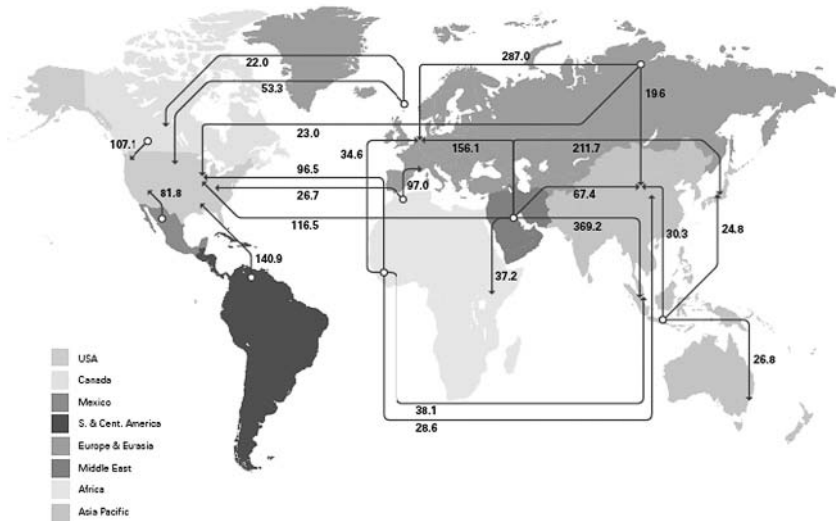 22.0
287.0
53.3
19.6
23.0
107.1
34.6
156.1
211.7
96.5
97.0
81.8
26.7
67.4
116.5
369.2
30.3
24.8
140.9
37.2
26.8
38.1
28.6
USA
Canada
Mexico
S. & Cent. America
Europe & Eurasia
Middle East
Africa
Asia Pacific